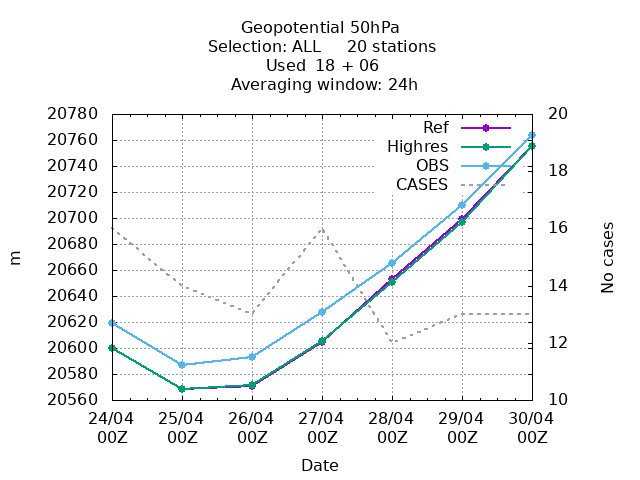 Geopotential 50hPa
Selection: ALL     20 stations
Used  18 + 06
Averaging window: 24h
20780
20760
20740
20720
20700
20680
20660
20640
20620
20600
20580
20560
m
20
18
16
14
12
10
No cases
Ref
Highres
OBS
CASES
24/04 25/04 26/04 27/04 28/04 29/04 30/04
00Z 00Z 00Z 00Z 00Z 00Z 00Z
Date